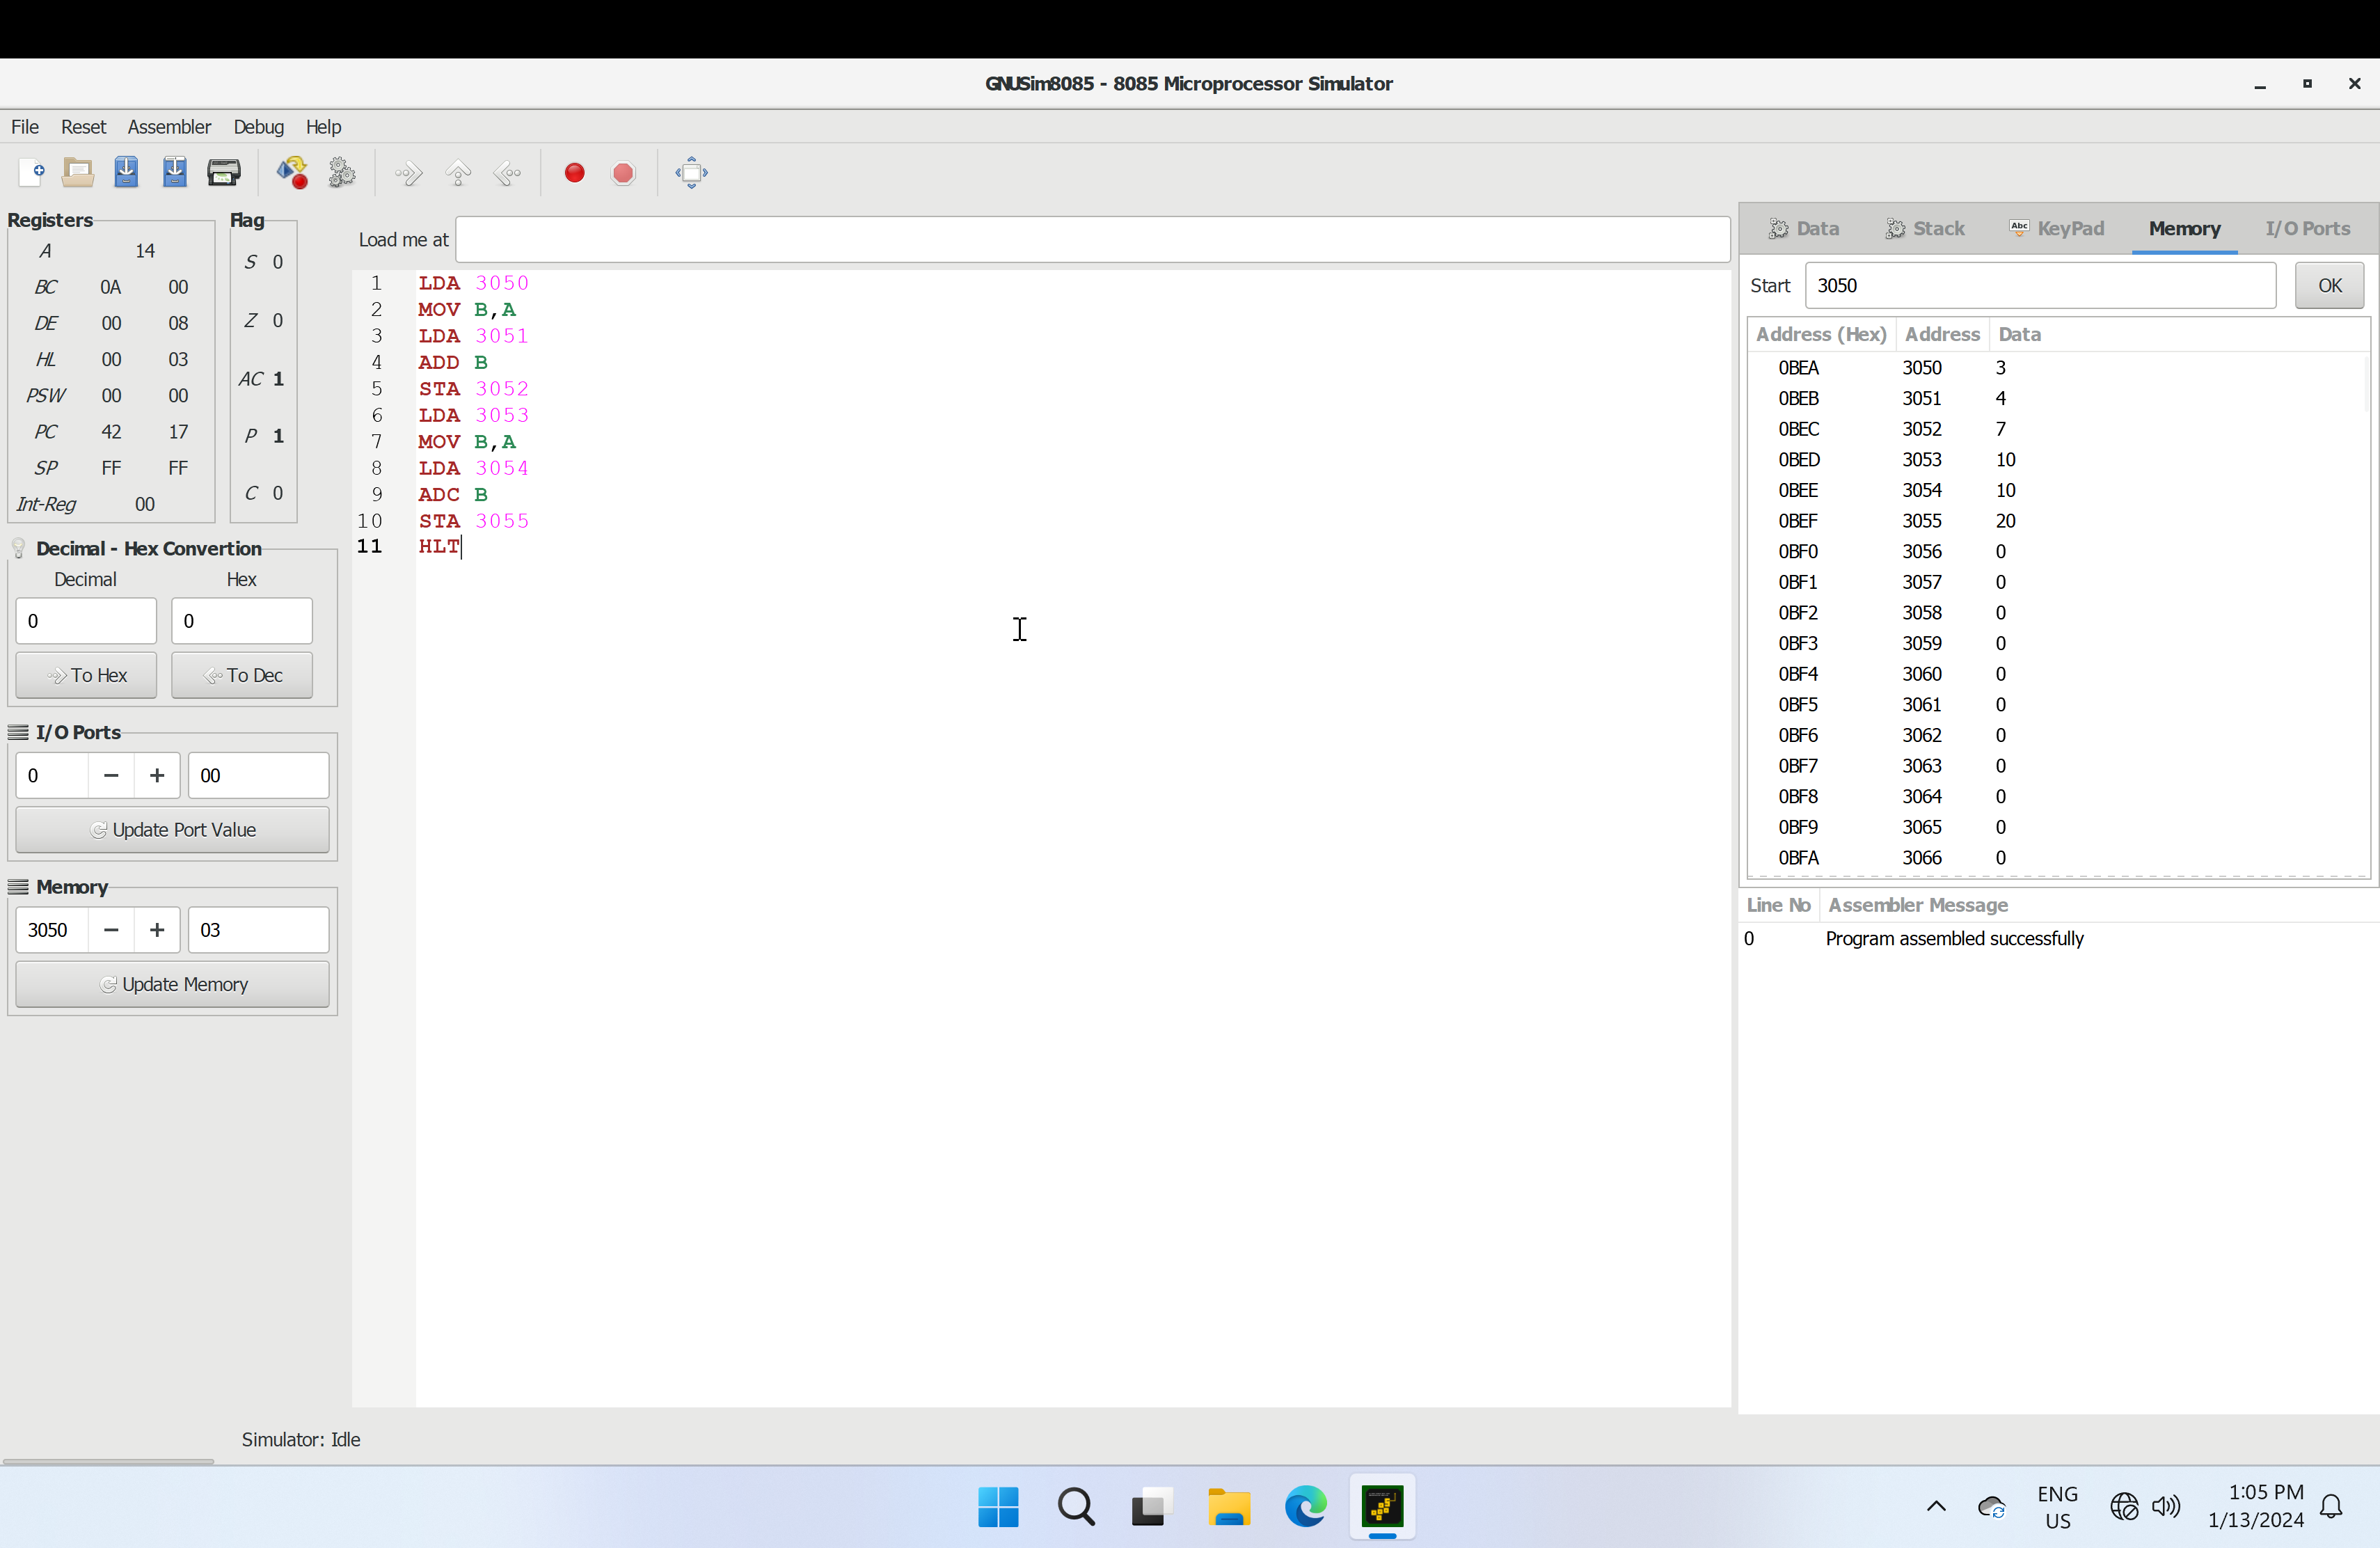 GNUSim8085 - 8085 Microprocessor Simulator
File Reset Assembler Debug Help
Registers
A 14
BC 0A 00
DE 00 08
HL 00 03
PSW 00 00
PC 42 17
SP FF FF
Int-Reg 00
Flag
S 0
Z 0
AC 1
P 1
C 0
Decimal - Hex Convertion
Decimal Hex
0 0
To Hex To Dec
I/O Ports
0 00
Update Port Value
Memory
3050 03
Update Memory
Load me at
1 LDA 3050
2 MOV B,A
3 LDA 3051
4 ADD B
5 STA 3052
6 LDA 3053
7 MOV B,A
8 LDA 3054
9 ADC B
10 STA 3055
11 HLT
Data Stack Abc KeyPad Memory I/O Ports
Start 3050 OK
Address (Hex) Address Data
0BEA 3050 3
0BEB 3051 4
0BEC 3052 7
0BED 3053 10
0BEE 3054 10
0BEF 3055 20
0BF0 3056 0
0BF1 3057 0
0BF2 3058 0
0BF3 3059 0
0BF4 3060 0
0BF5 3061 0
0BF6 3062 0
0BF7 3063 0
0BF8 3064 0
0BF9 3065 0
0BFA 3066 0
Line No Assembler Message
0 Program assembled successfully
Simulator: Idle
ENG
US
1:05 PM
1/13/2024